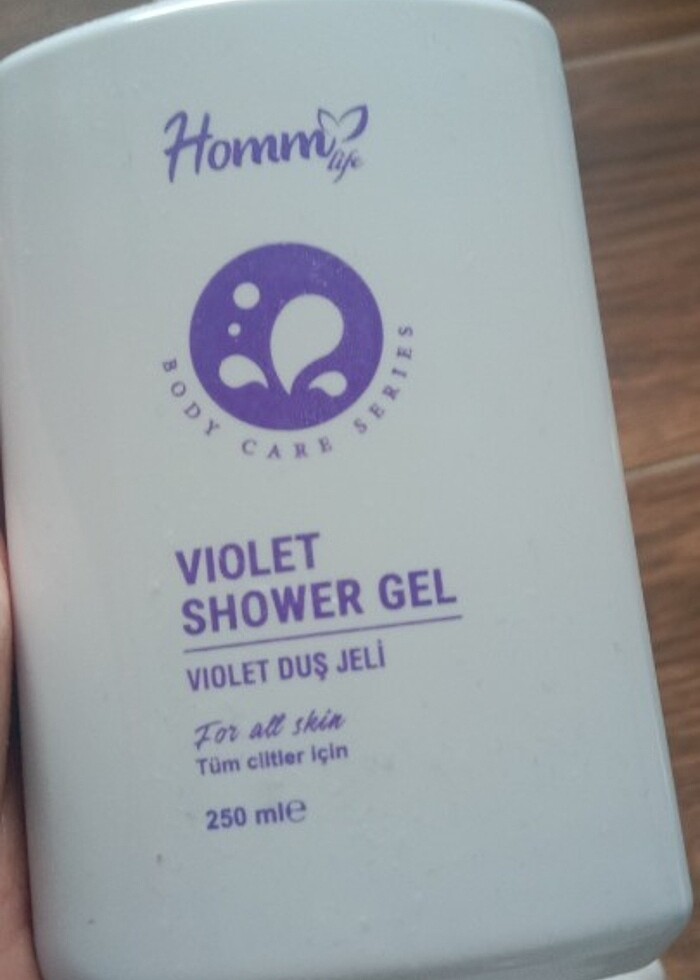 Homm life
BODY CARE SERIES
VIOLET
SHOWER GEL
VIOLET DUŞ JELİ
For all skin
Tüm ciltler için
250 ml℮